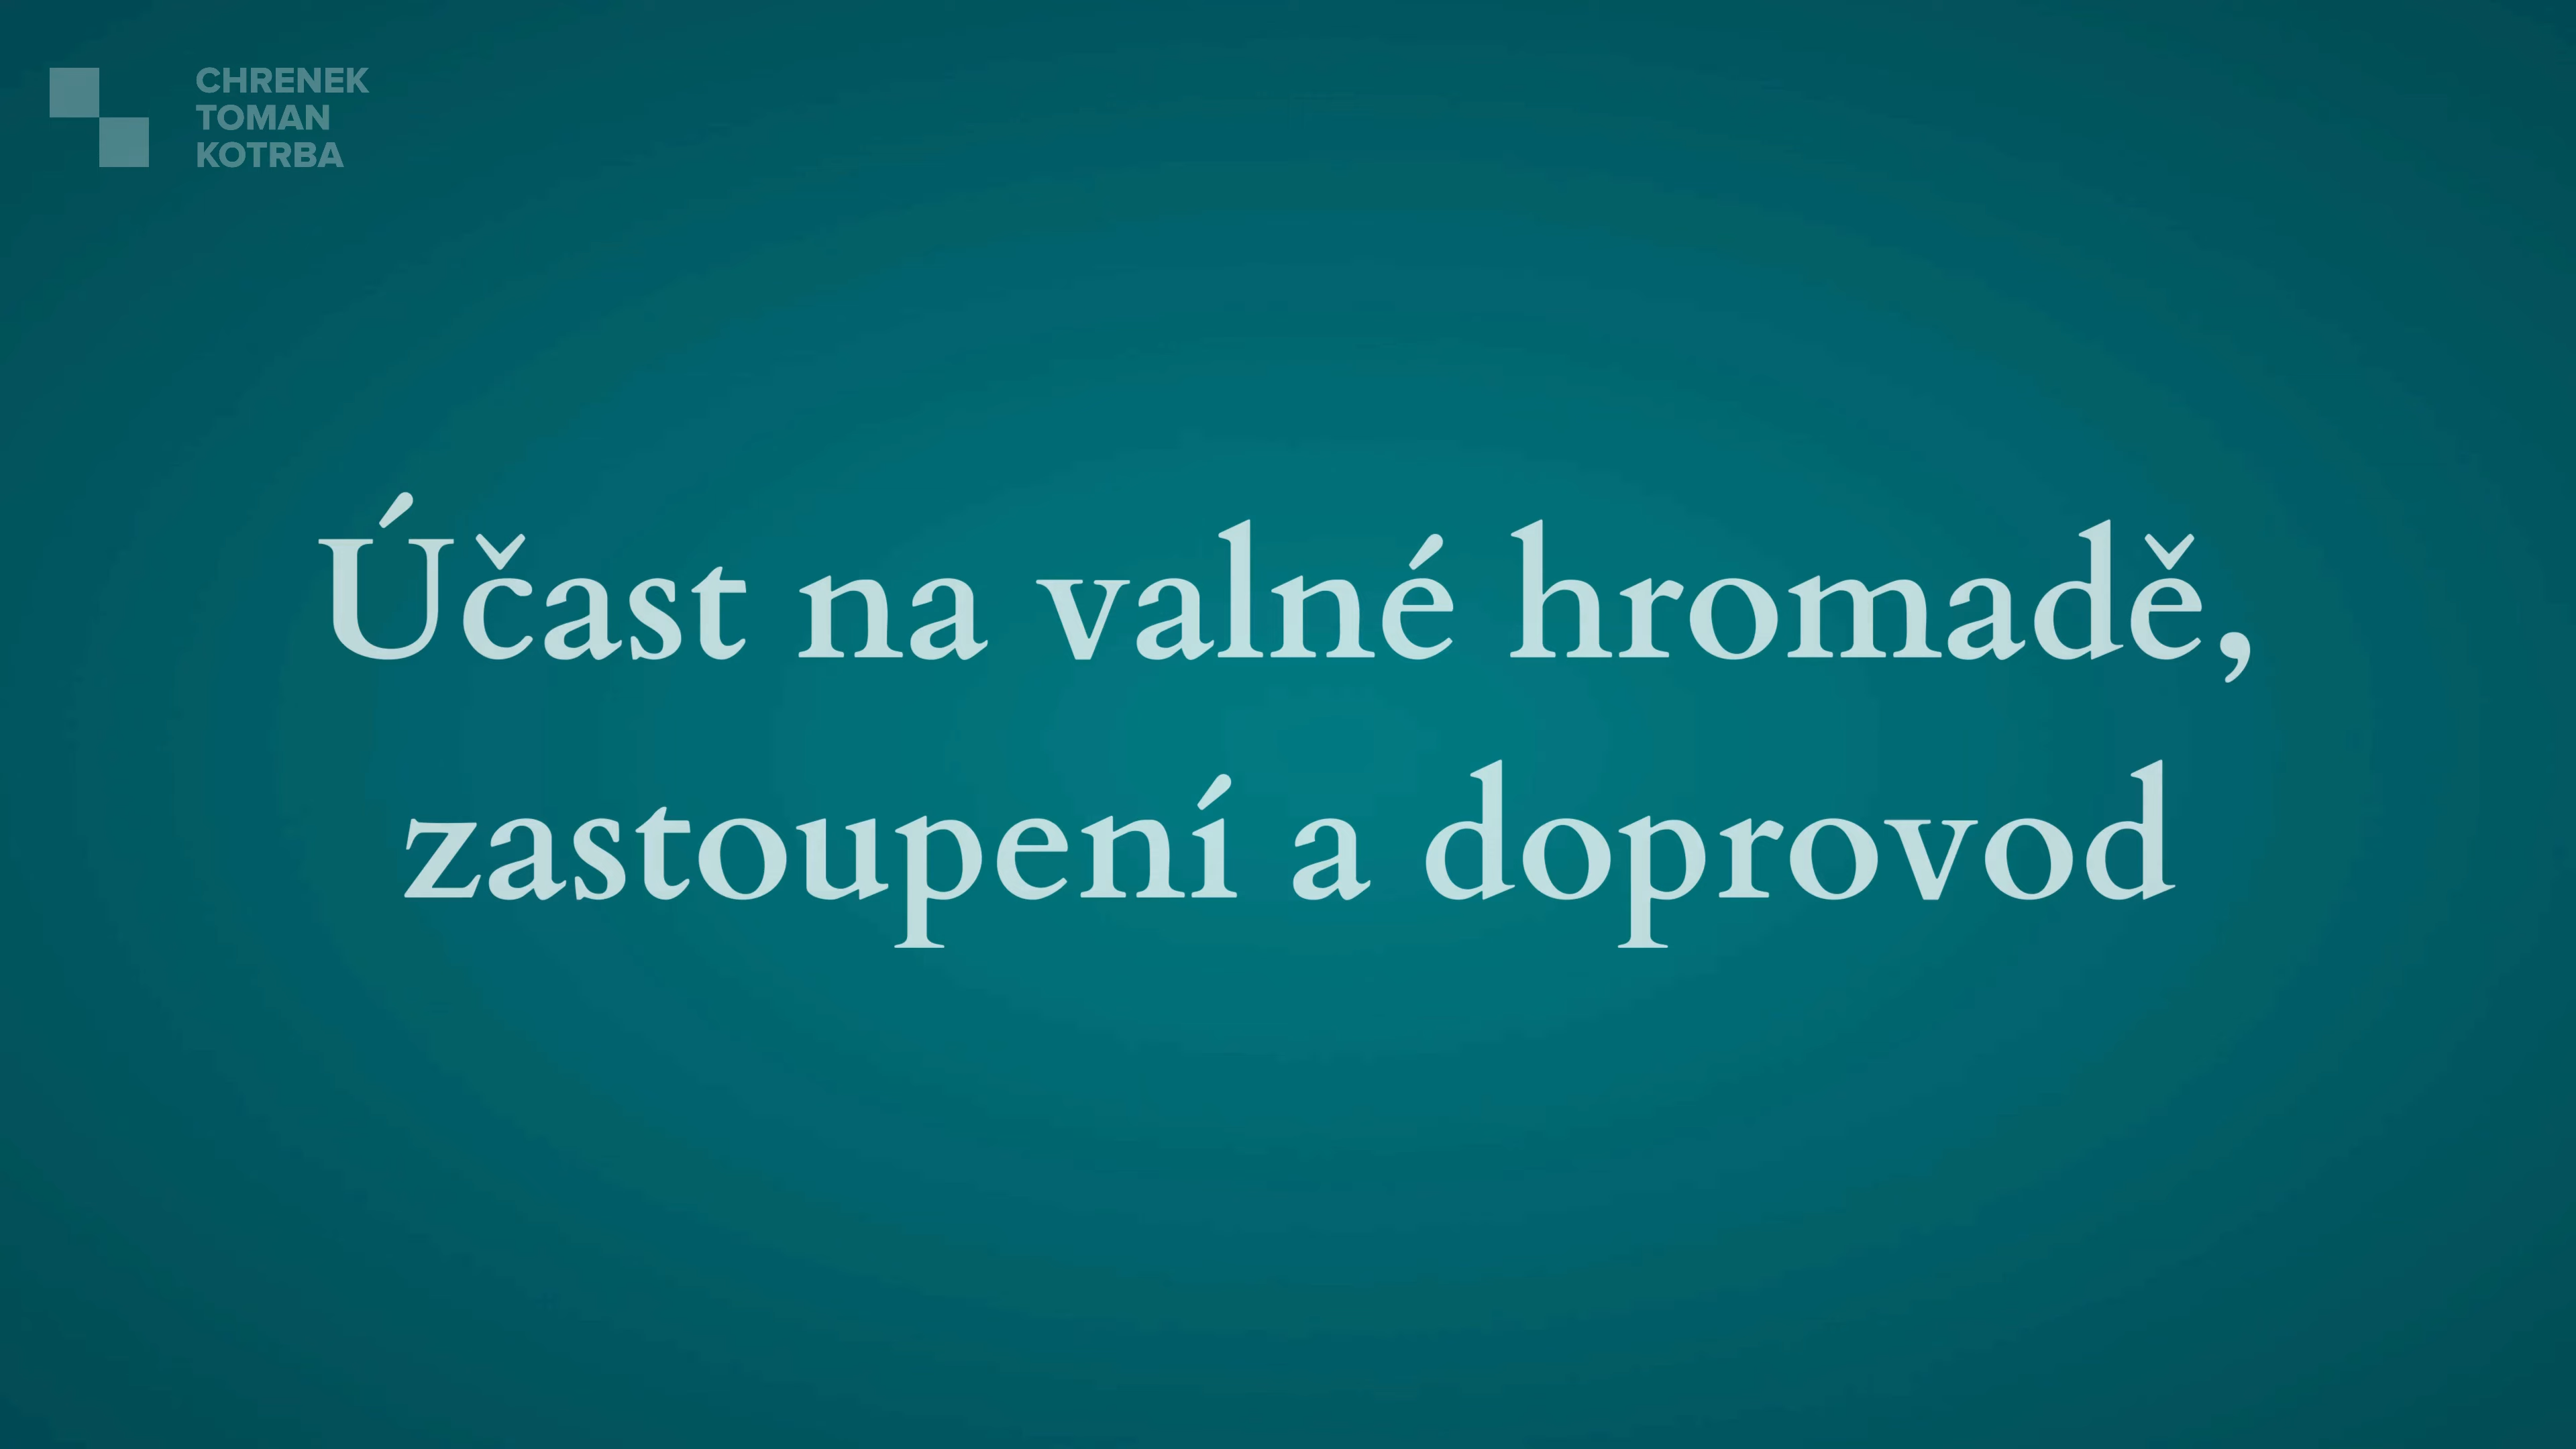 CHRENEK
TOMAN
KOTRBA
Účast na valné hromadě,
zastoupení a doprovod